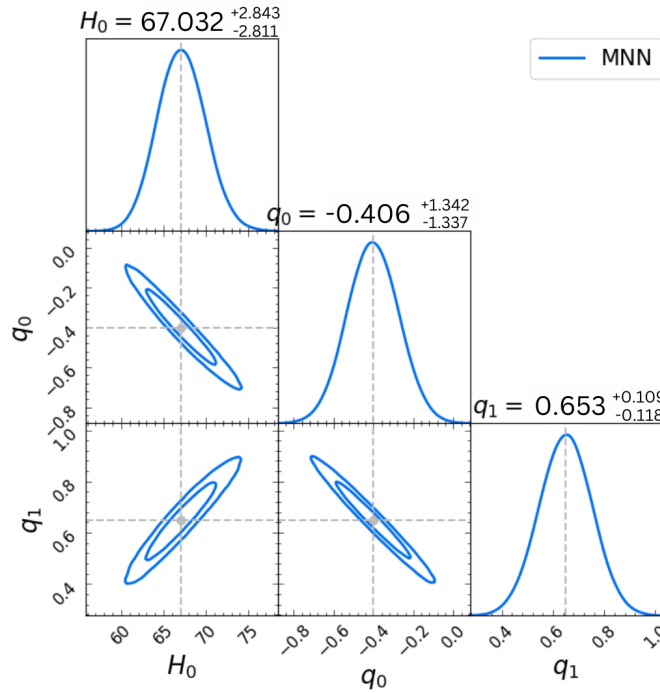 H₀ = 67.032 +2.843 -2.811
MNN
q₀ = -0.406 +1.342 -1.337
0.0
−0.2
−0.4
−0.6
−0.8
q₀
q₁ = 0.653 +0.109 -0.118
1.0
0.8
0.6
0.4
q₁
60 65 70 75
H₀
−0.8 −0.6 −0.4 −0.2 0.0
q₀
0.4 0.6 0.8 1.0
q₁